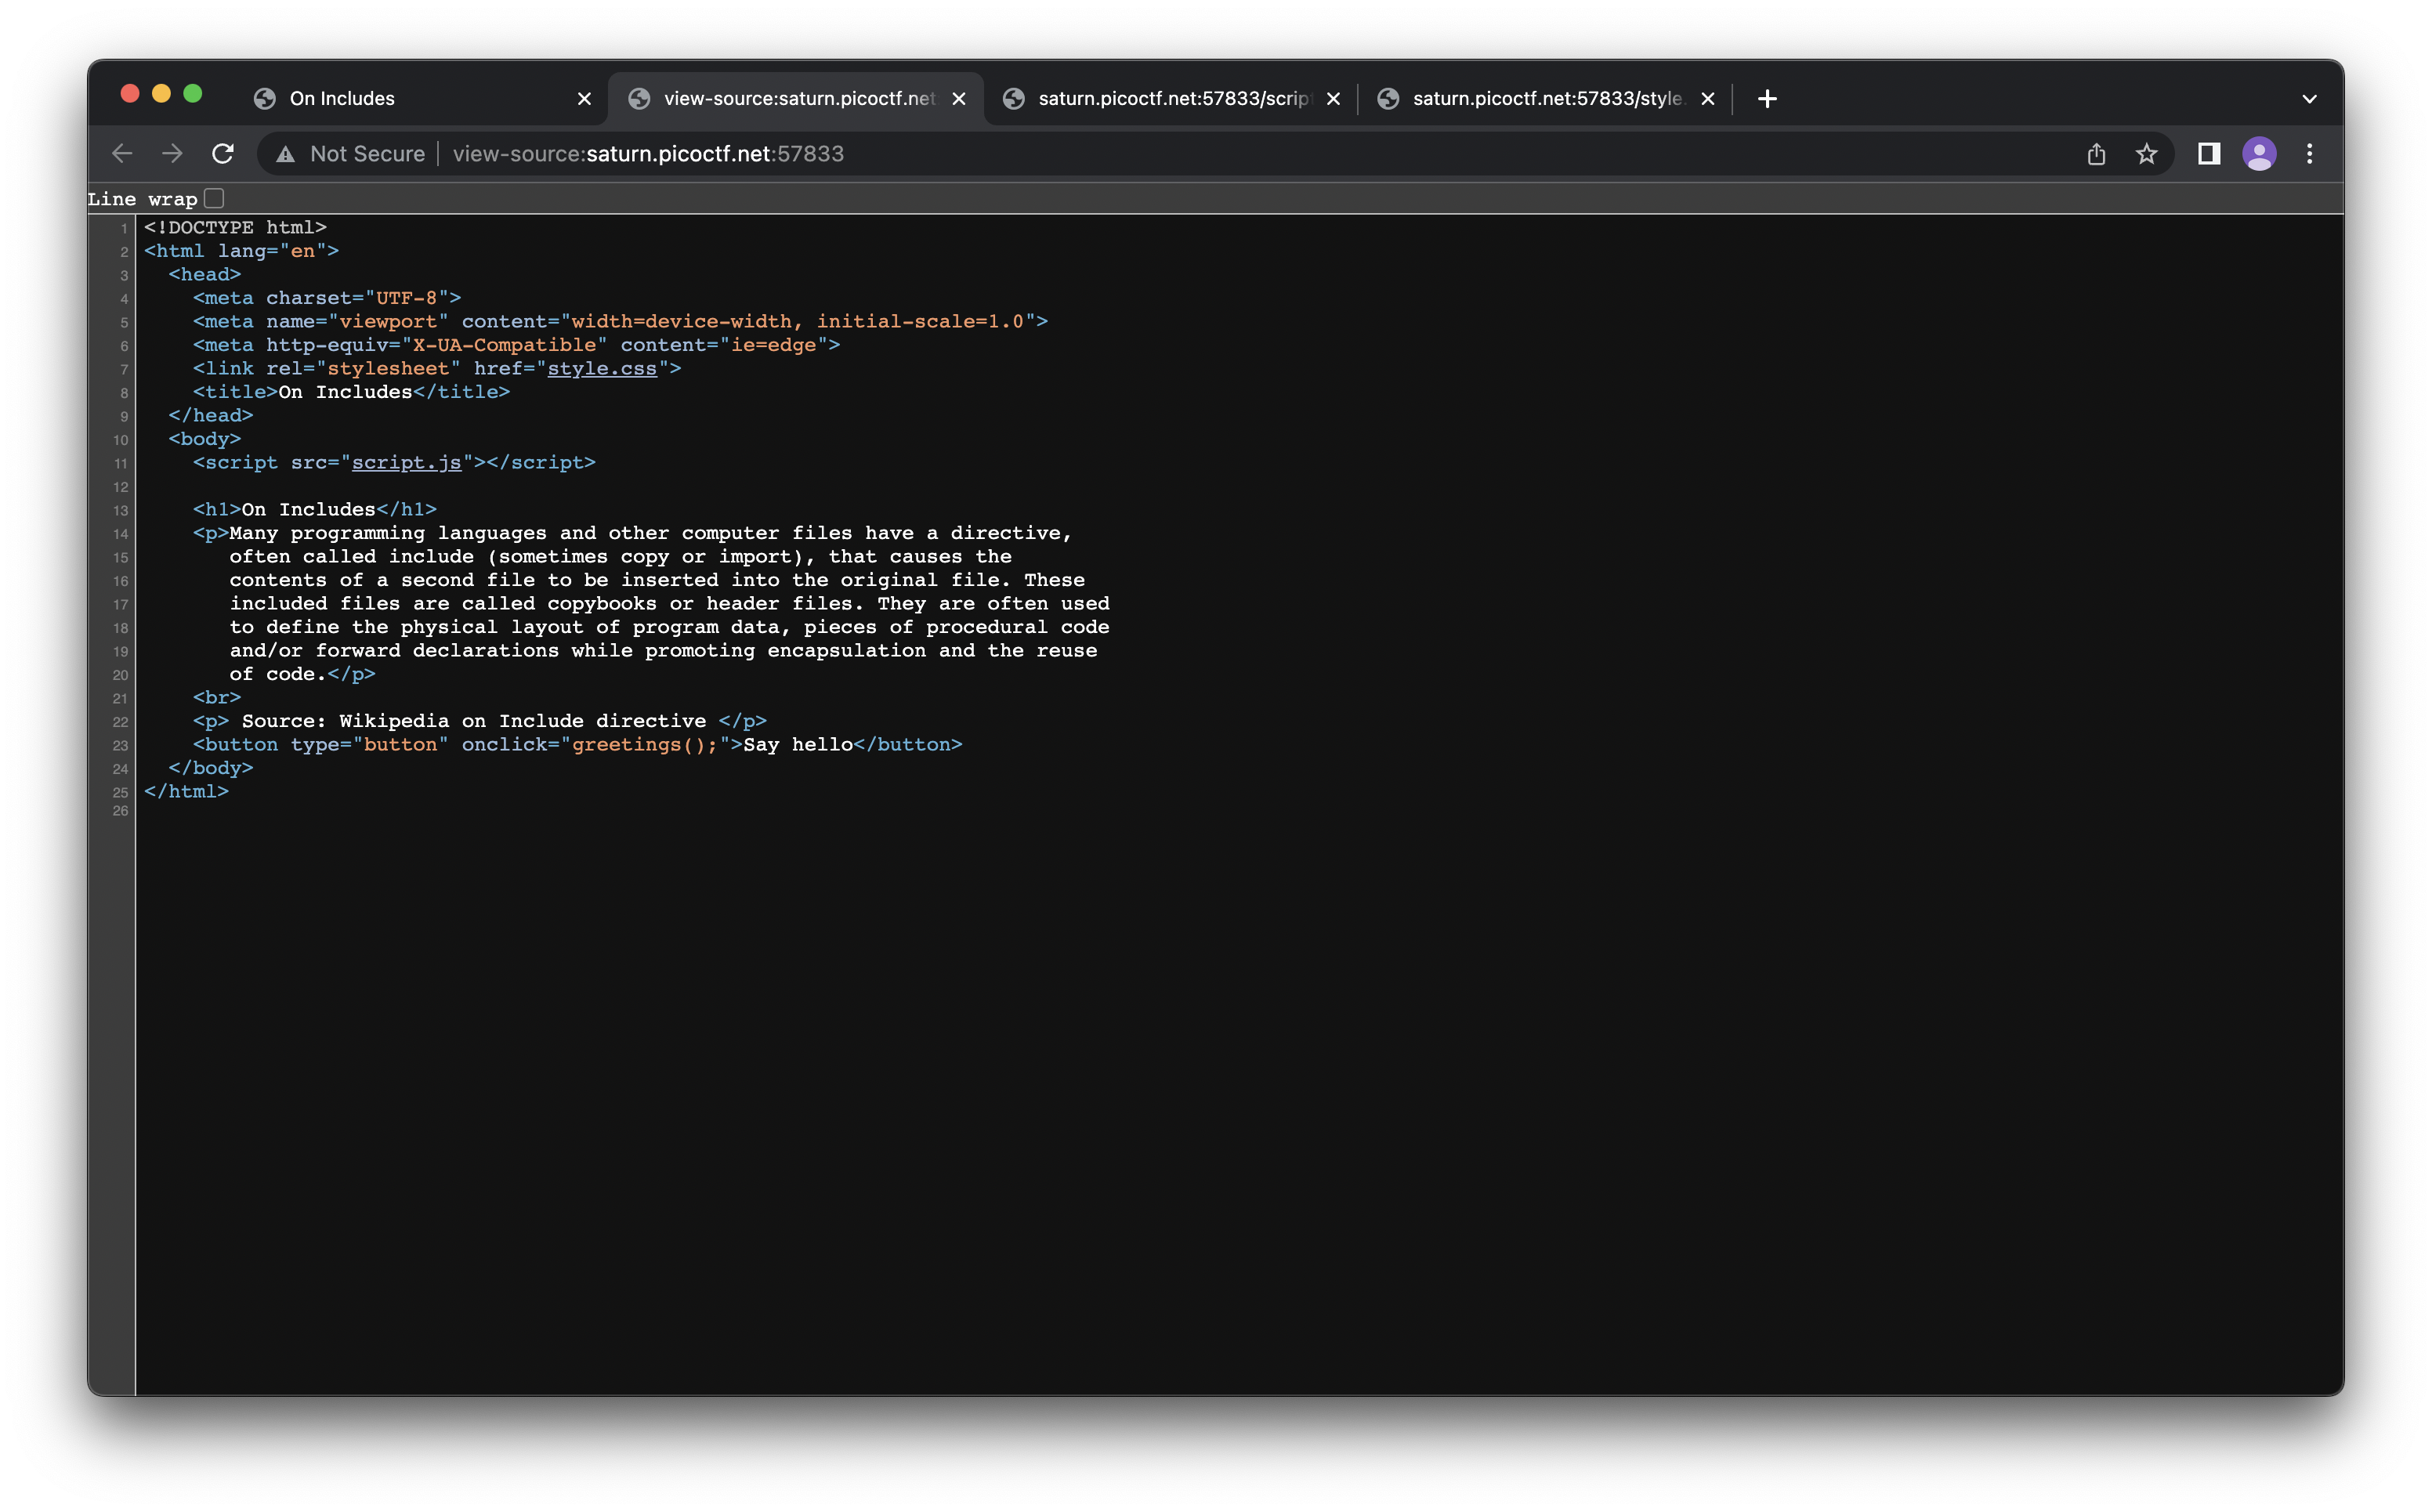 On Includes
view-source:saturn.picoctf.net
saturn.picoctf.net:57833/scrip
saturn.picoctf.net:57833/style.
Not Secure view-source:saturn.picoctf.net:57833
Line wrap
1 <!DOCTYPE html>
2 <html lang="en">
3 <head>
4 <meta charset="UTF-8">
5 <meta name="viewport" content="width=device-width, initial-scale=1.0">
6 <meta http-equiv="X-UA-Compatible" content="ie=edge">
7 <link rel="stylesheet" href="style.css">
8 <title>On Includes</title>
9 </head>
10 <body>
11 <script src="script.js"></script>
12
13 <h1>On Includes</h1>
14 <p>Many programming languages and other computer files have a directive,
15 often called include (sometimes copy or import), that causes the
16 contents of a second file to be inserted into the original file. These
17 included files are called copybooks or header files. They are often used
18 to define the physical layout of program data, pieces of procedural code
19 and/or forward declarations while promoting encapsulation and the reuse
20 of code.</p>
21 <br>
22 <p> Source: Wikipedia on Include directive </p>
23 <button type="button" onclick="greetings();">Say hello</button>
24 </body>
25 </html>
26